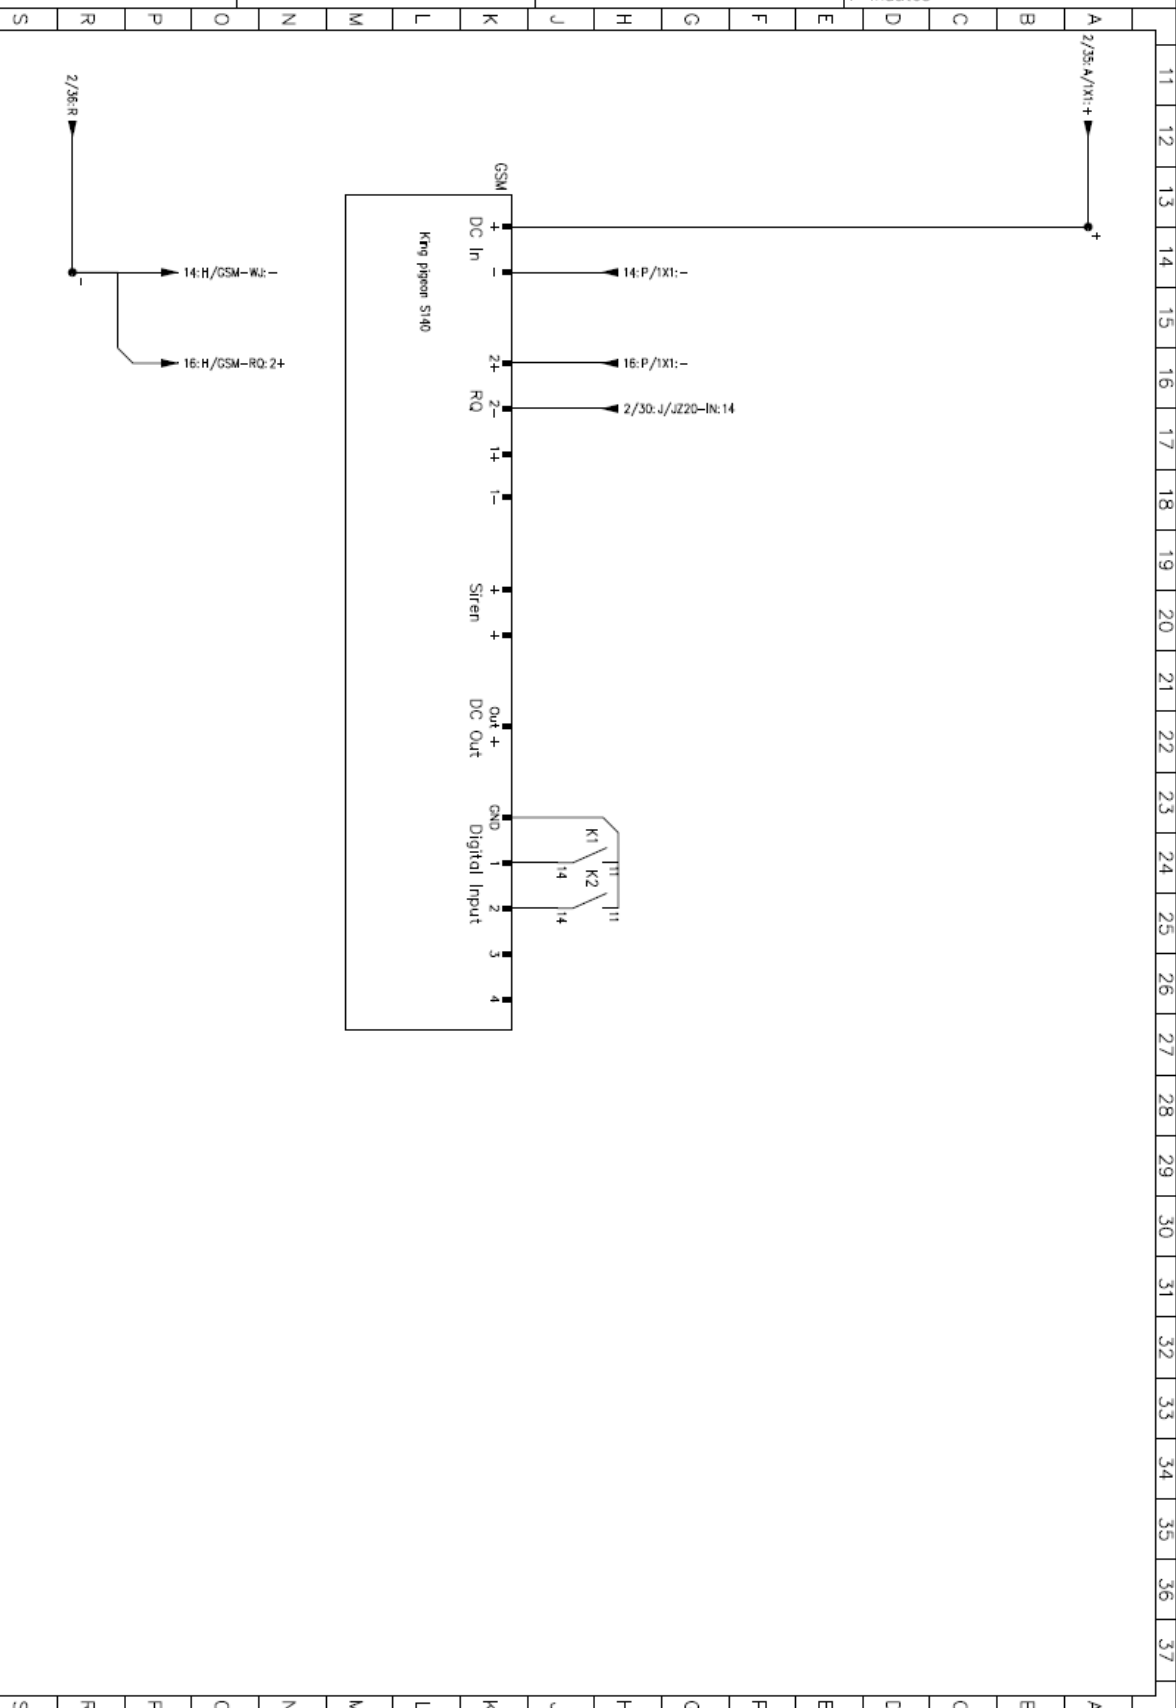 A
B
C
D
E
F
G
H
J
K
L
M
N
O
P
R
S
11
12
13
14
15
16
17
18
19
20
21
22
23
24
25
26
27
28
29
30
31
32
33
34
35
36
37
2/35:A/1X1:+
+
GSM
King pigeon S140
+
DC In
14:P/1X1:-
2+
16:P/1X1:-
RQ
2-
2/30:J/JZ20-IN:14
1+
1-
+
Siren
+
Out
+
DC Out
GND
Digital Input
1
2
3
4
K1
11
14
K2
11
14
2/36:R
-
14:H/GSM-WJ:-
16:H/GSM-RQ:2+